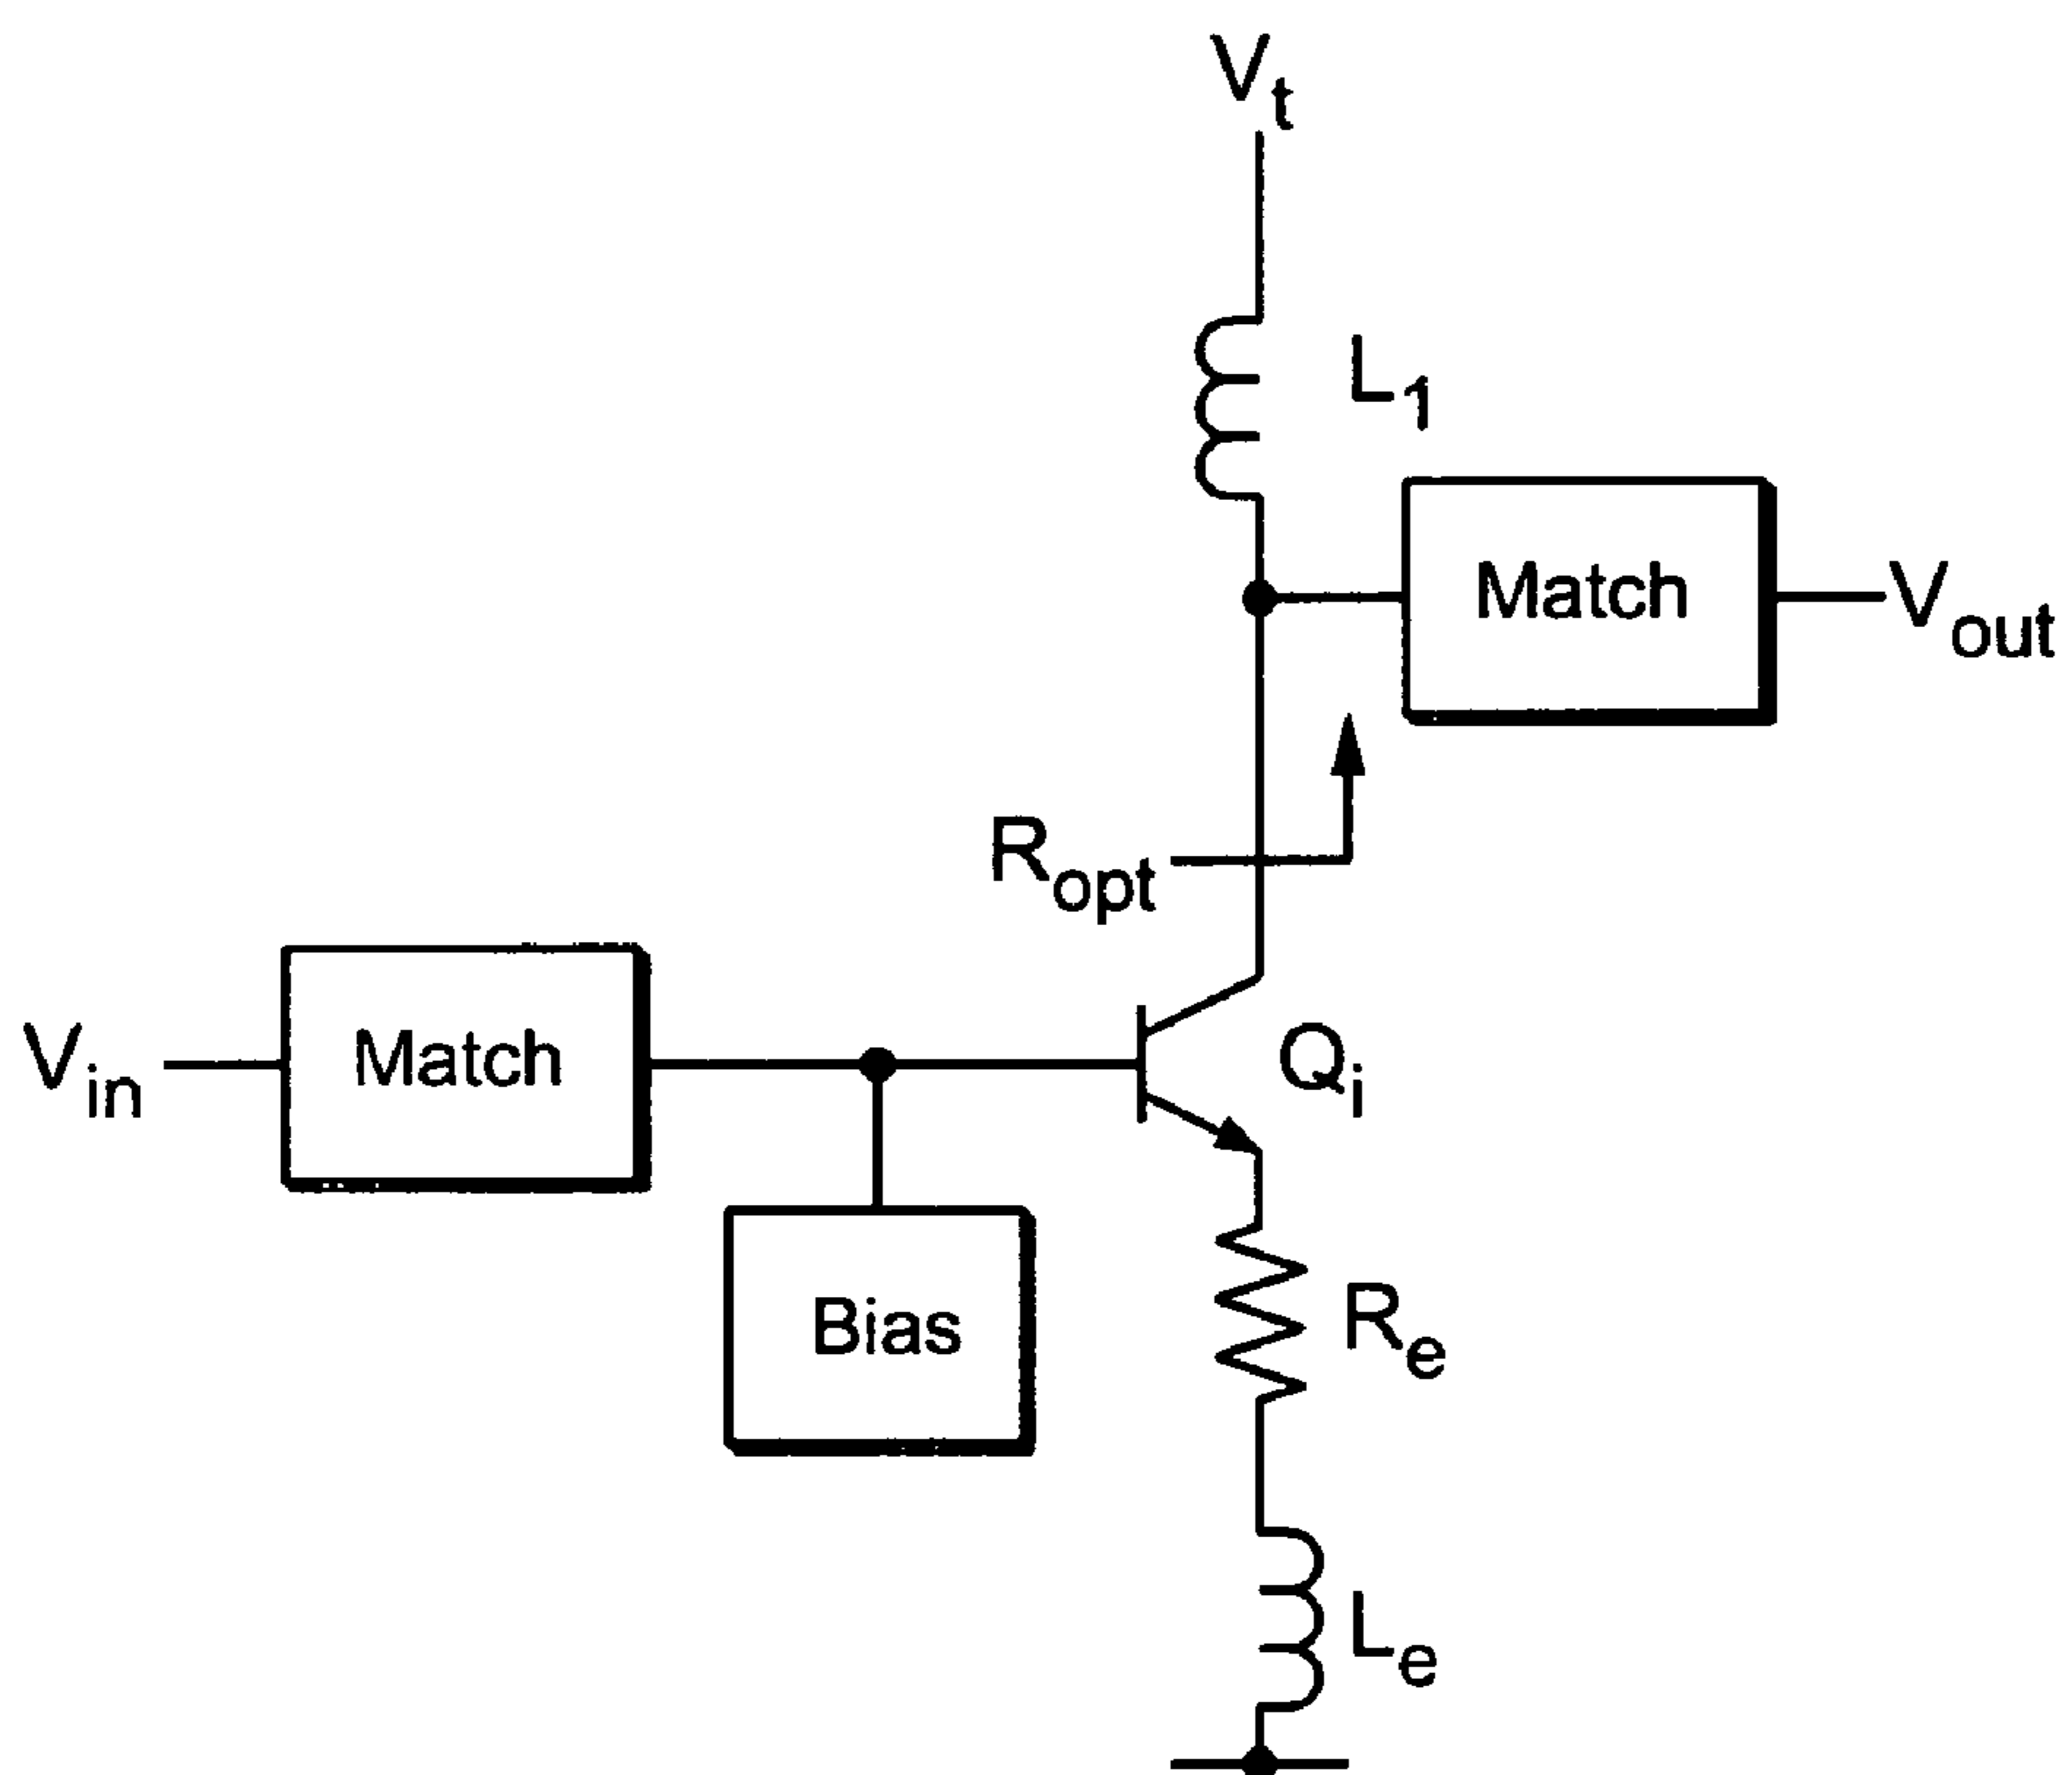 Vt
L1
Match
Vout
Ropt
Vin
Match
Qi
Bias
Re
Le